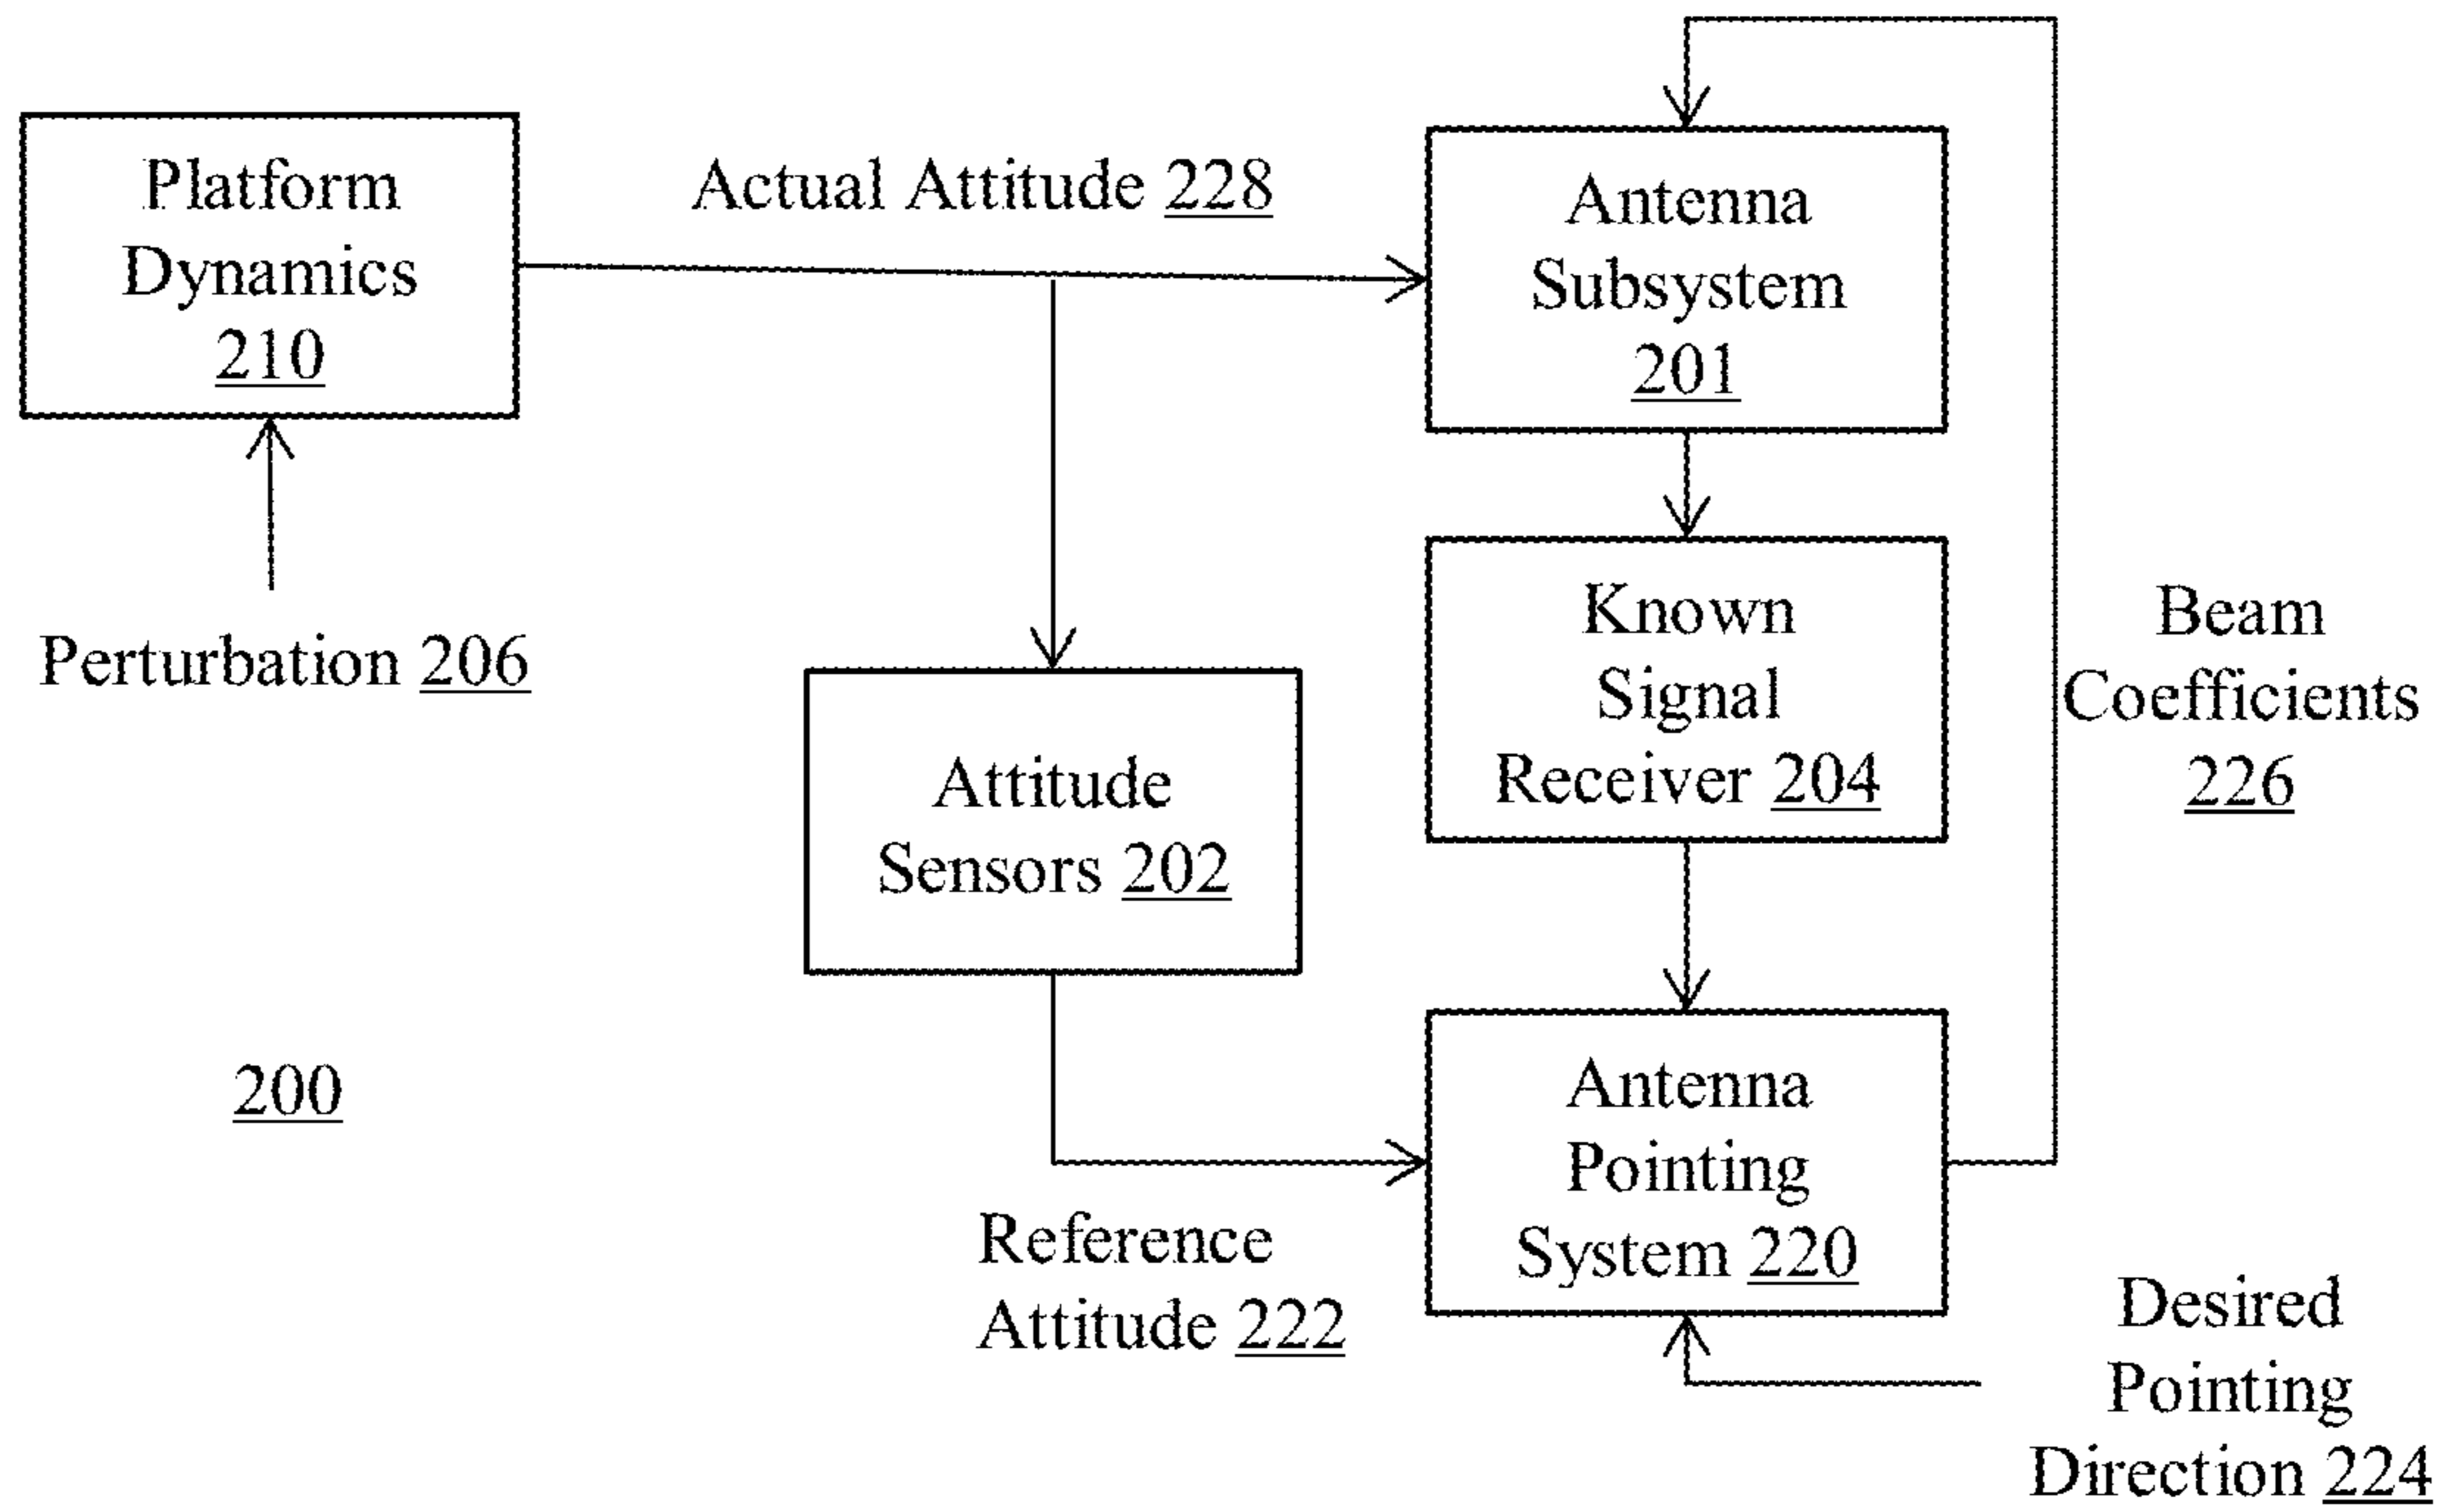 Platform
Dynamics
210
Actual Attitude 228
Antenna
Subsystem
201
Perturbation 206
Known
Signal
Receiver 204
Beam
Coefficients
226
Attitude
Sensors 202
200
Antenna
Pointing
System 220
Reference
Attitude 222
Desired
Pointing
Direction 224